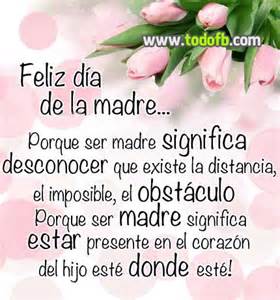 www.todofb.com
Feliz día
de la madre...
Porque ser madre significa
desconocer que existe la distancia,
el imposible, el obstáculo
Porque ser madre significa
estar presente en el corazón
del hijo esté donde esté!